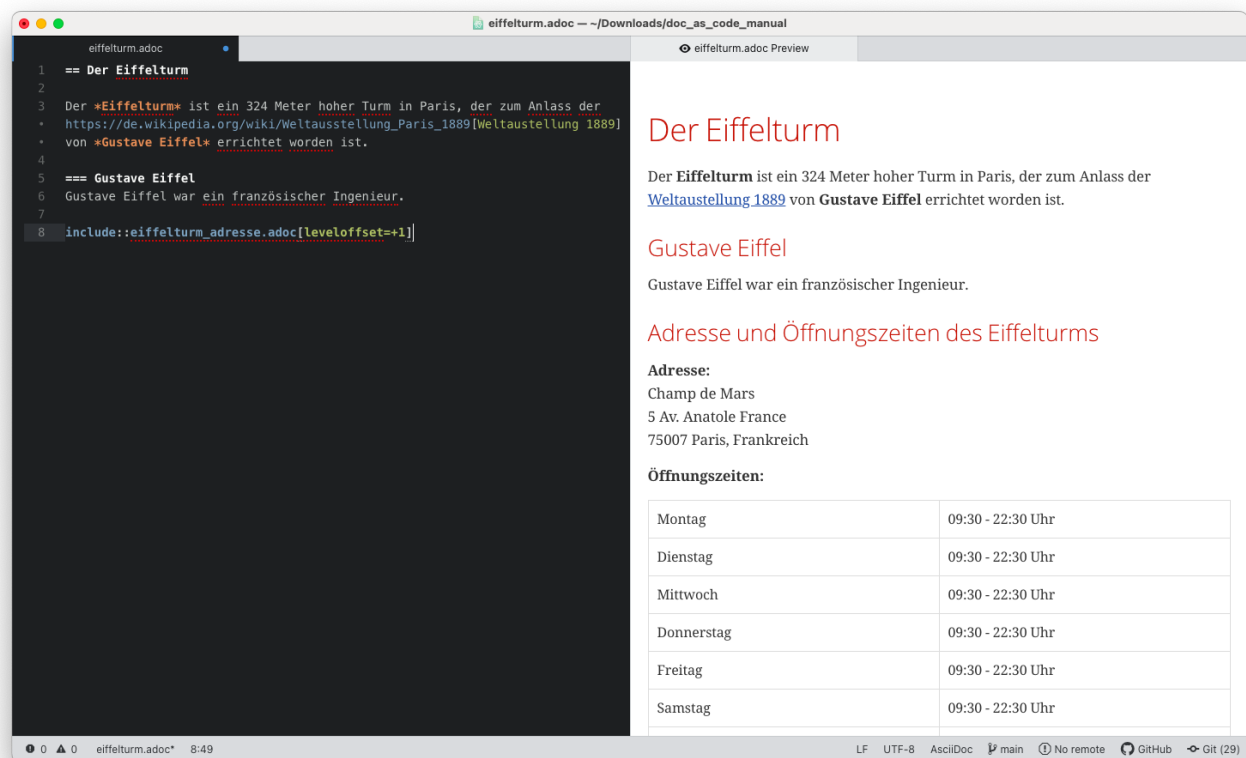 eiffelturm.adoc — ~/Downloads/doc_as_code_manual
eiffelturm.adoc
eiffelturm.adoc Preview
1 == Der Eiffelturm
2
3 Der *Eiffelturm* ist ein 324 Meter hoher Turm in Paris, der zum Anlass der
• https://de.wikipedia.org/wiki/Weltausstellung_Paris_1889[Weltaustellung 1889]
• von *Gustave Eiffel* errichtet worden ist.
4
5 === Gustave Eiffel
6 Gustave Eiffel war ein französischer Ingenieur.
7
8 include::eiffelturm_adresse.adoc[leveloffset=+1]
Der Eiffelturm
Der Eiffelturm ist ein 324 Meter hoher Turm in Paris, der zum Anlass der
Weltaustellung 1889 von Gustave Eiffel errichtet worden ist.
Gustave Eiffel
Gustave Eiffel war ein französischer Ingenieur.
Adresse und Öffnungszeiten des Eiffelturms
Adresse:
Champ de Mars
5 Av. Anatole France
75007 Paris, Frankreich
Öffnungszeiten:
Montag 09:30 - 22:30 Uhr
Dienstag 09:30 - 22:30 Uhr
Mittwoch 09:30 - 22:30 Uhr
Donnerstag 09:30 - 22:30 Uhr
Freitag 09:30 - 22:30 Uhr
Samstag 09:30 - 22:30 Uhr
0 0 eiffelturm.adoc* 8:49 LF UTF-8 AsciiDoc main No remote GitHub Git (29)